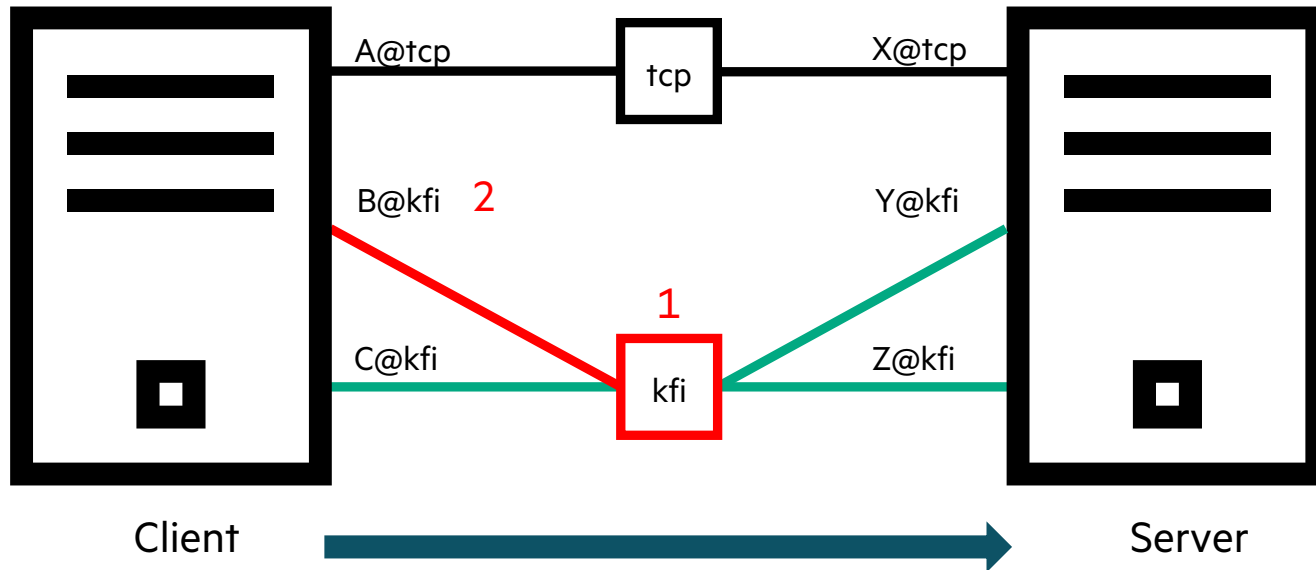 A@tcp
tcp
X@tcp
B@kfi
2
Y@kfi
1
C@kfi
kfi
Z@kfi
Client
Server